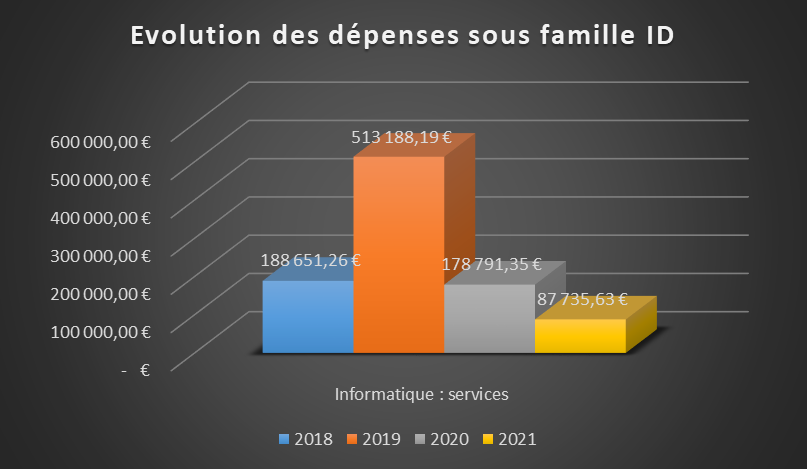 Evolution des dépenses sous famille ID
600 000,00 €
500 000,00 €
400 000,00 €
300 000,00 €
200 000,00 €
100 000,00 €
- €
513 188,19 €
188 651,26 €
178 791,35 €
87 735,63 €
Informatique : services
2018 2019 2020 2021